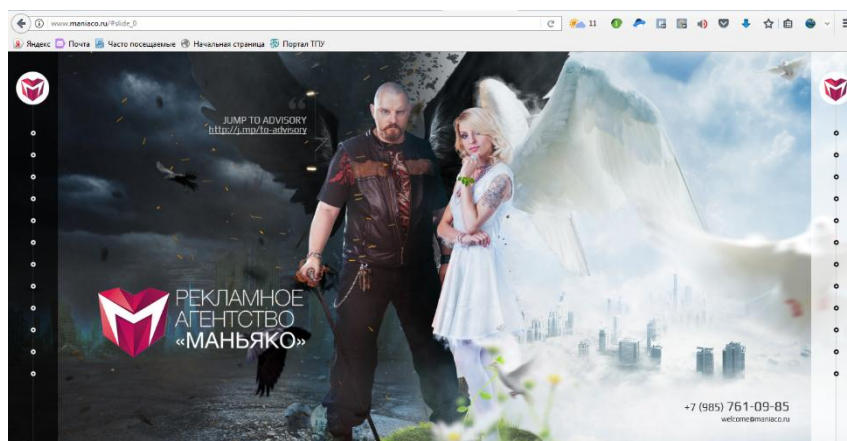 www.maniaco.ru/#slide_0
11
Яндекс Почта Часто посещаемые Начальная страница Портал ТПУ
JUMP TO ADVISORY
http://j.mp/to-advisory
РЕКЛАМНОЕ
АГЕНТСТВО
«МАНЬЯКО»
+7 (985) 761-09-85
welcome@maniaco.ru